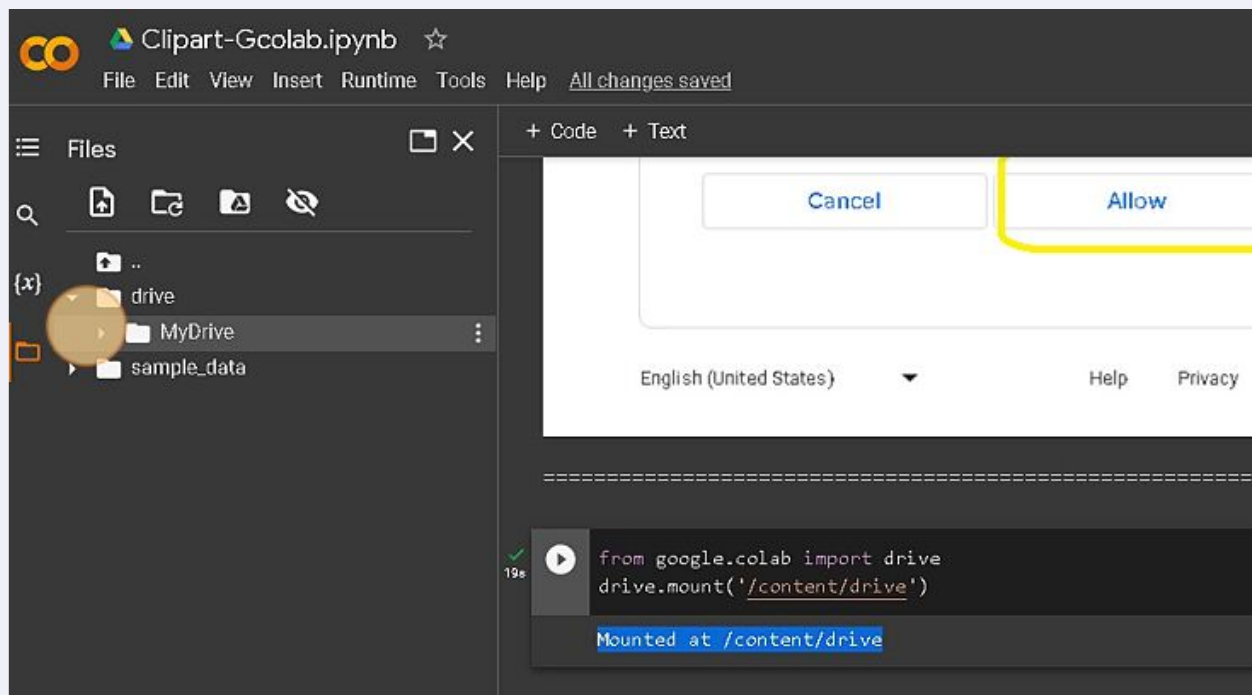 Clipart-Gcolab.ipynb
File Edit View Insert Runtime Tools Help All changes saved
Files
+ Code + Text
Cancel Allow
{x}
..
drive
MyDrive
sample_data
English (United States) Help Privacy
==========================================================
19s
from google.colab import drive
drive.mount('/content/drive')
Mounted at /content/drive